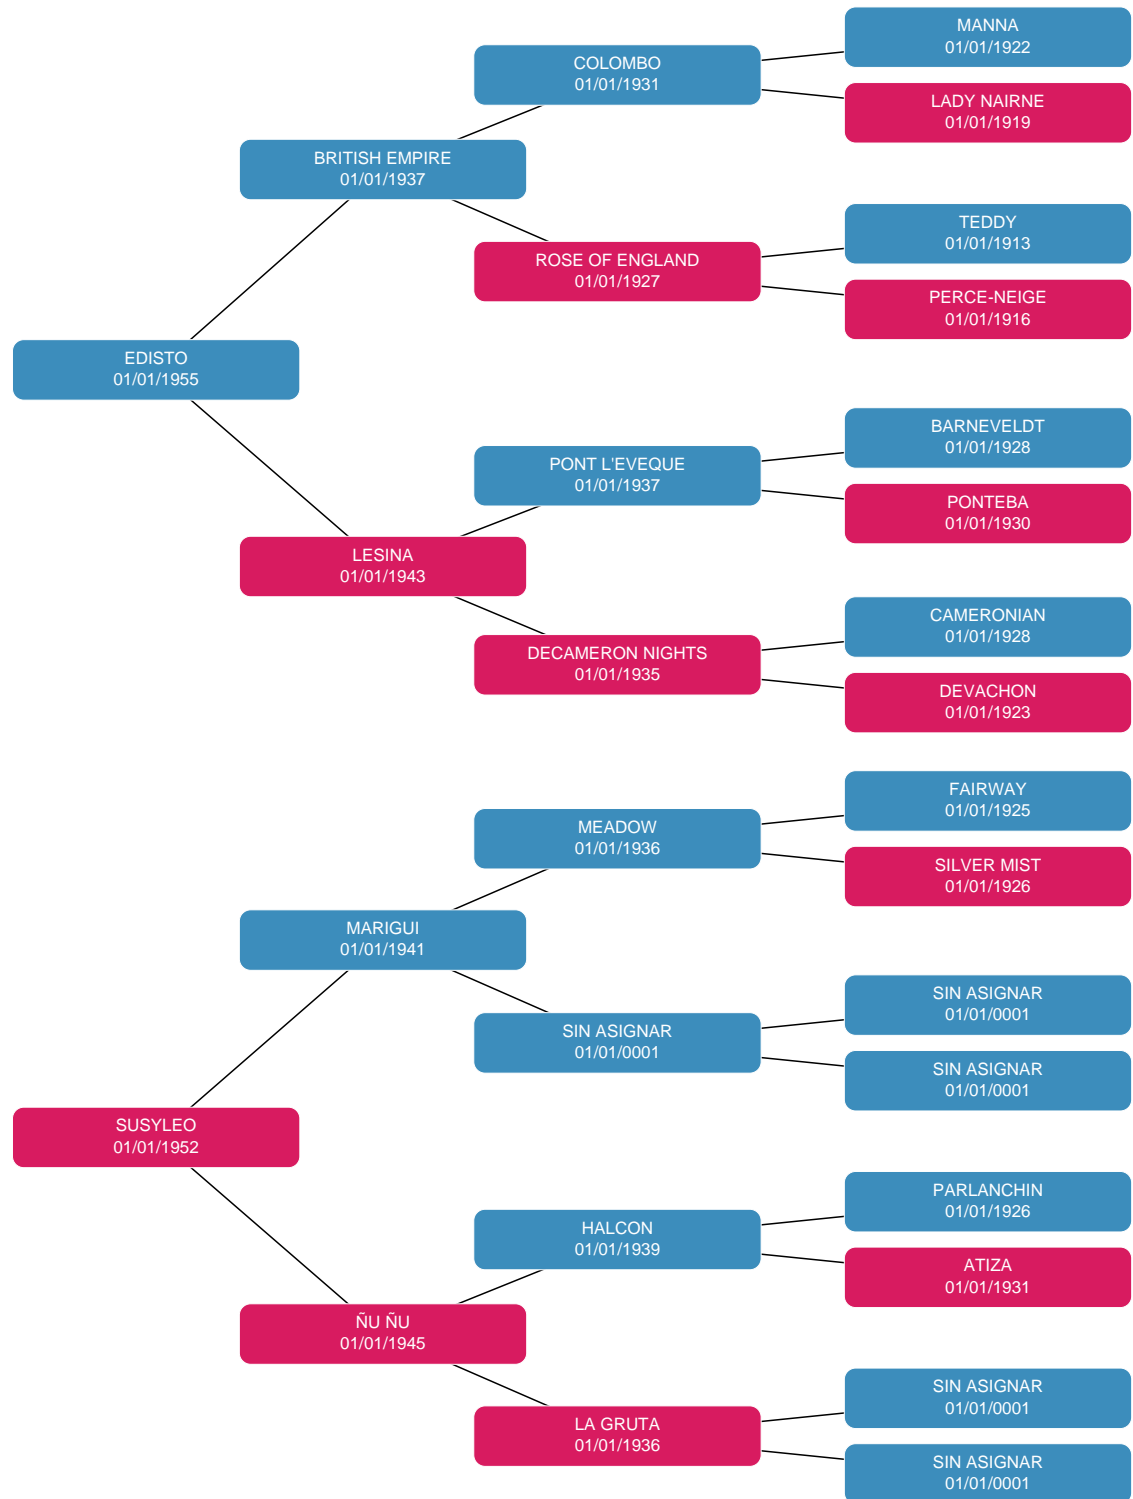 MANNA
01/01/1922
COLOMBO
01/01/1931
LADY NAIRNE
01/01/1919
BRITISH EMPIRE
01/01/1937
TEDDY
01/01/1913
ROSE OF ENGLAND
01/01/1927
PERCE-NEIGE
01/01/1916
EDISTO
01/01/1955
BARNEVELDT
01/01/1928
PONT L'EVEQUE
01/01/1937
PONTEBA
01/01/1930
LESINA
01/01/1943
CAMERONIAN
01/01/1928
DECAMERON NIGHTS
01/01/1935
DEVACHON
01/01/1923
FAIRWAY
01/01/1925
MEADOW
01/01/1936
SILVER MIST
01/01/1926
MARIGUI
01/01/1941
SIN ASIGNAR
01/01/0001
SIN ASIGNAR
01/01/0001
SIN ASIGNAR
01/01/0001
SUSYLEO
01/01/1952
PARLANCHIN
01/01/1926
HALCON
01/01/1939
ATIZA
01/01/1931
ÑU ÑU
01/01/1945
SIN ASIGNAR
01/01/0001
LA GRUTA
01/01/1936
SIN ASIGNAR
01/01/0001